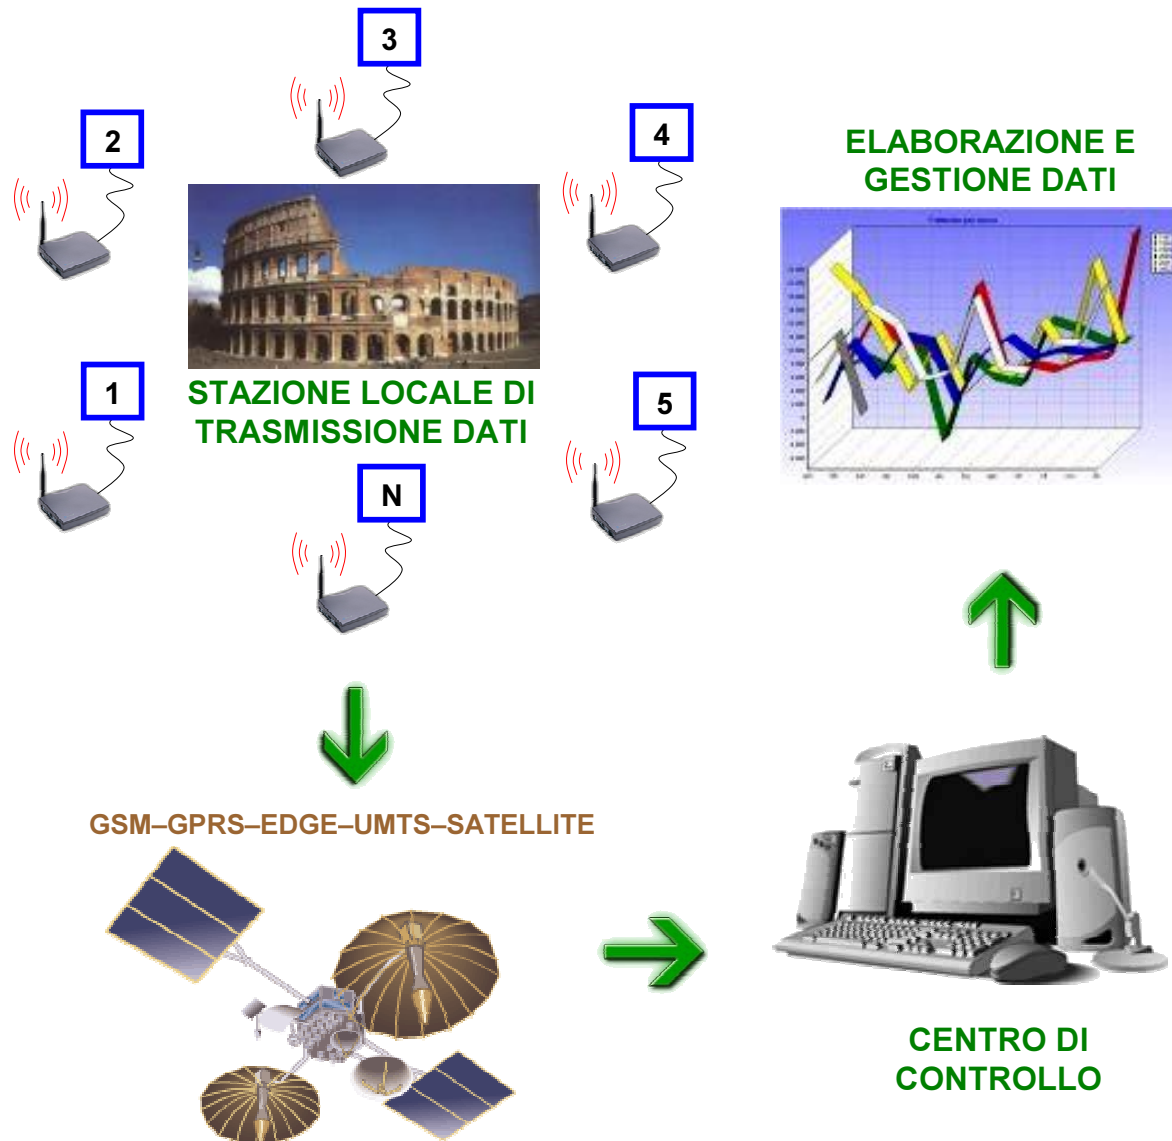 3
2
4
ELABORAZIONE E
GESTIONE DATI
1
STAZIONE LOCALE DI
TRASMISSIONE DATI
5
N
GSM–GPRS–EDGE–UMTS–SATELLITE
CENTRO DI
CONTROLLO